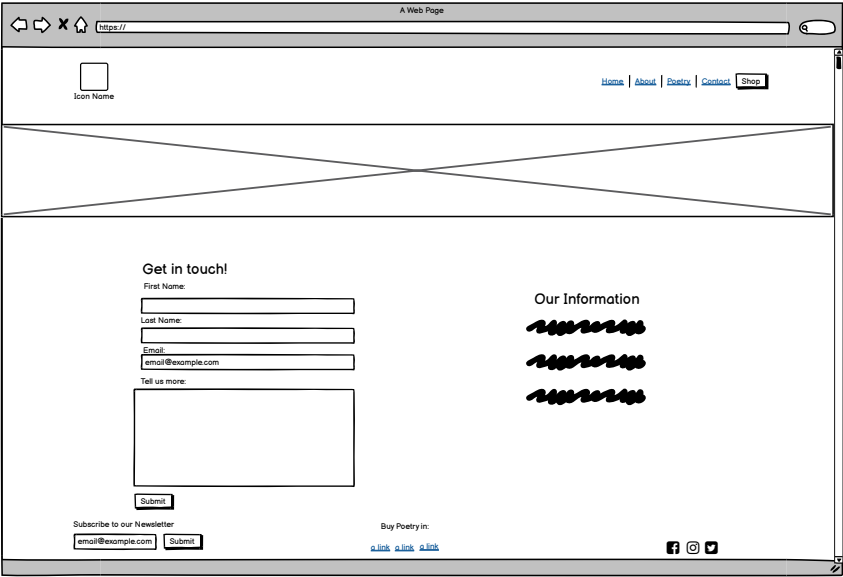 A Web Page
https://
Icon Name
Home About Poetry Contact Shop
Get in touch!
First Name:
Last Name:
Email:
email@example.com
Tell us more:
Submit
Our Information
Subscribe to our Newsletter
email@example.com Submit
Buy Poetry in:
a link a link a link